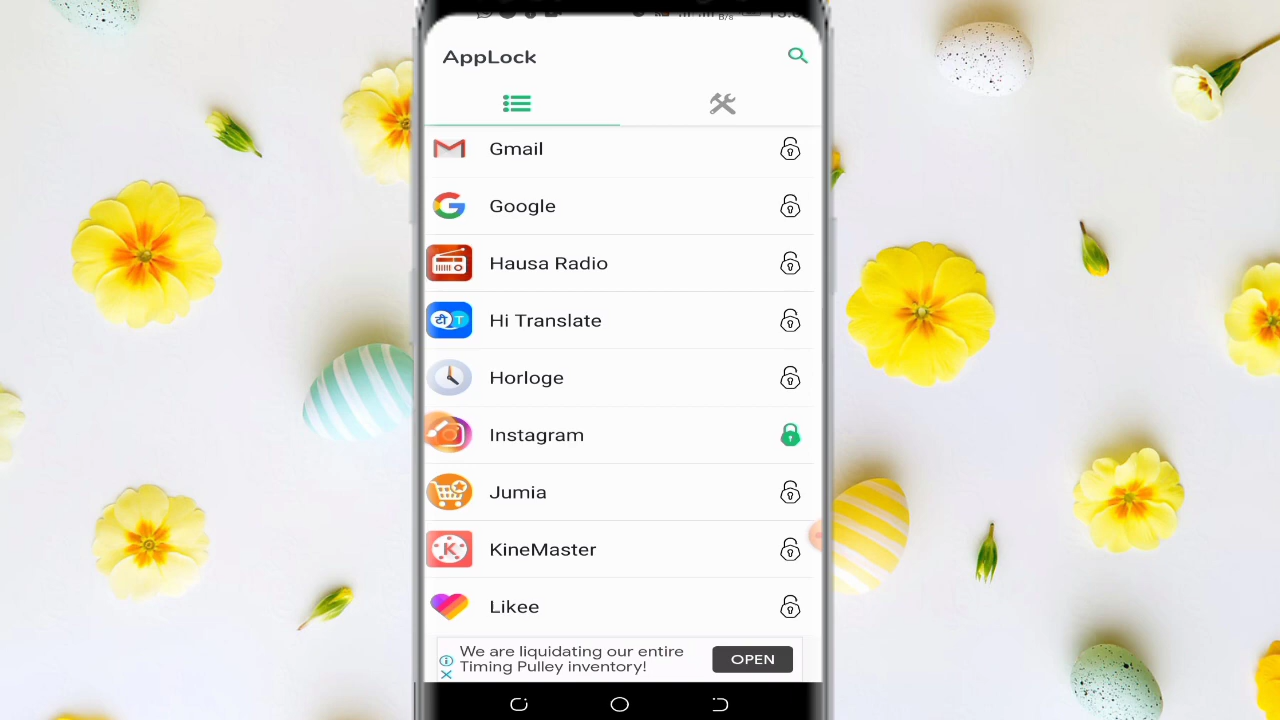 B/S
AppLock
Gmail
Google
Hausa Radio
Hi Translate
Horloge
Instagram
Jumia
KineMaster
Likee
We are liquidating our entire
Timing Pulley inventory!
OPEN